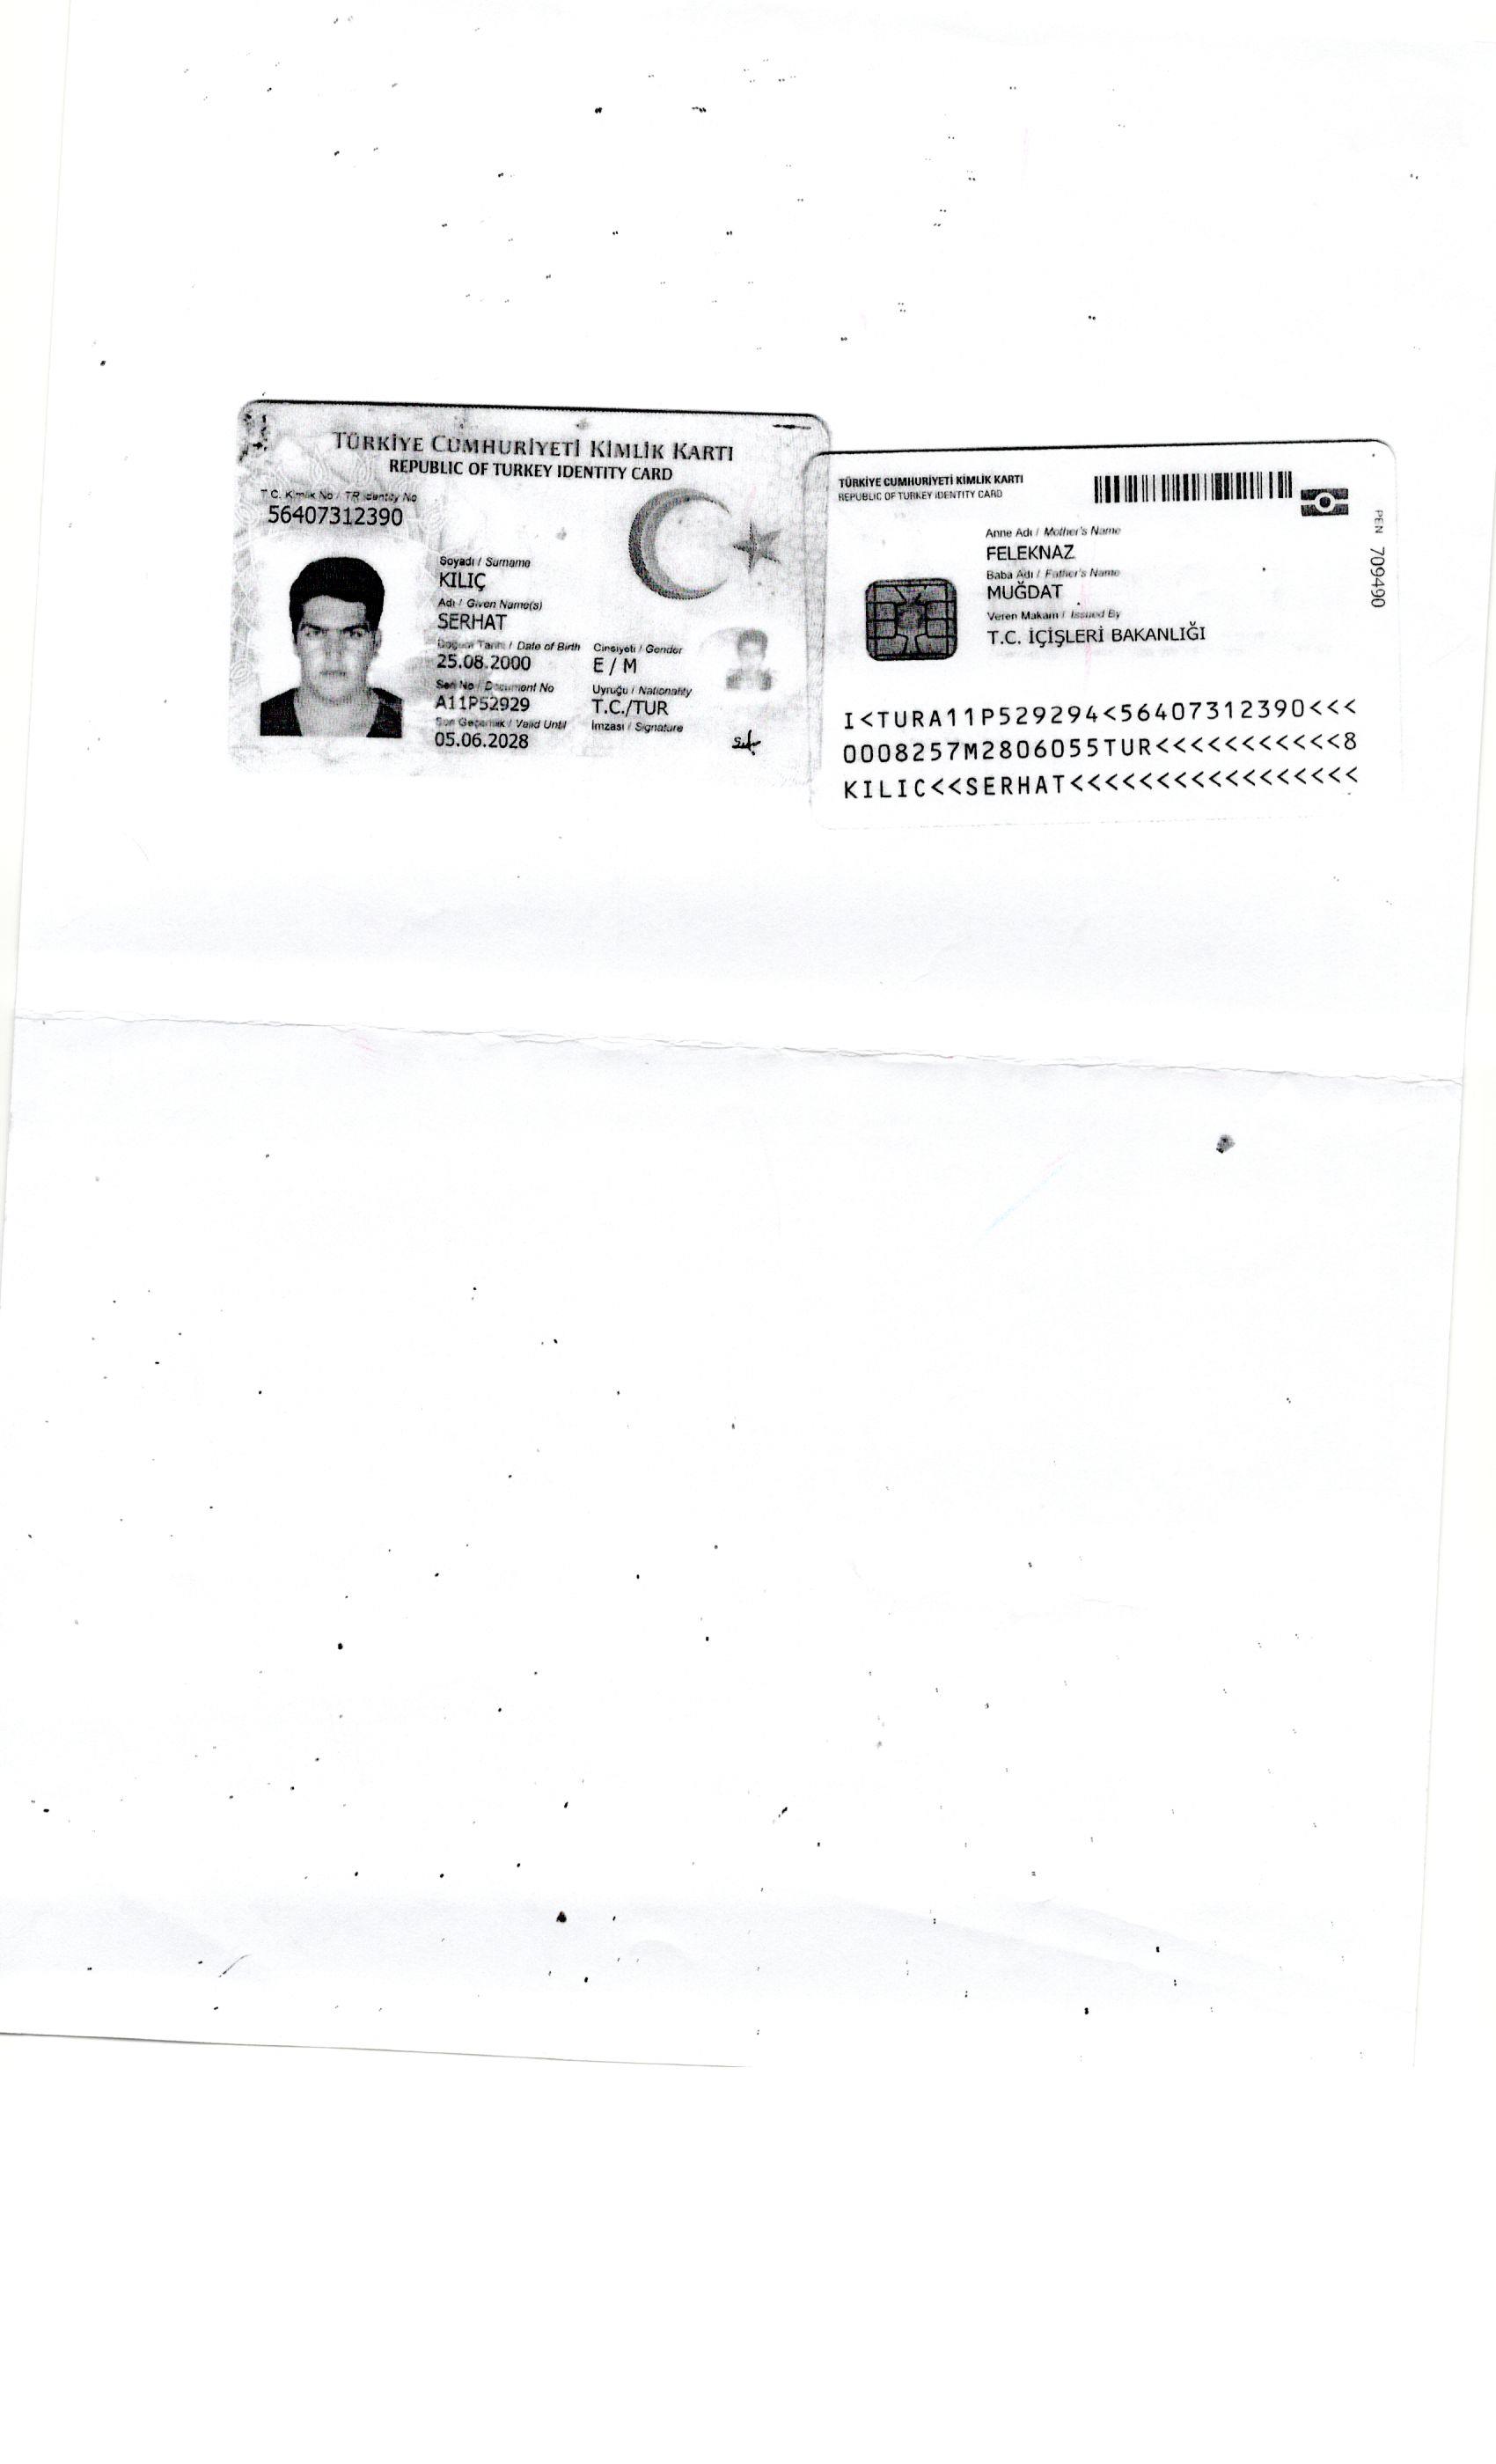 TÜRKİYE CUMHURİYETİ KİMLİK KARTI
REPUBLIC OF TURKEY IDENTITY CARD
T.C. Kimlik No / TR Identity No
56407312390
Soyadı / Surname
KILIÇ
Adı / Given Name(s)
SERHAT
Doğum Tarihi / Date of Birth Cinsiyeti / Gender
25.08.2000 E / M
Seri No / Document No Uyruğu / Nationality
A11P52929 T.C./TUR
Son Geçerlilik / Valid Until İmzası / Signature
05.06.2028
TÜRKİYE CUMHURİYETİ KİMLİK KARTI
REPUBLIC OF TURKEY IDENTITY CARD
Anne Adı / Mother's Name
FELEKNAZ
Baba Adı / Father's Name
MUĞDAT
Veren Makam / Issued By
T.C. İÇİŞLERİ BAKANLIĞI
PEN 709490
I<TURA11P529294<56407312390<<<
0008257M2806055TUR<<<<<<<<<<<8
KILIC<<SERHAT<<<<<<<<<<<<<<<<<